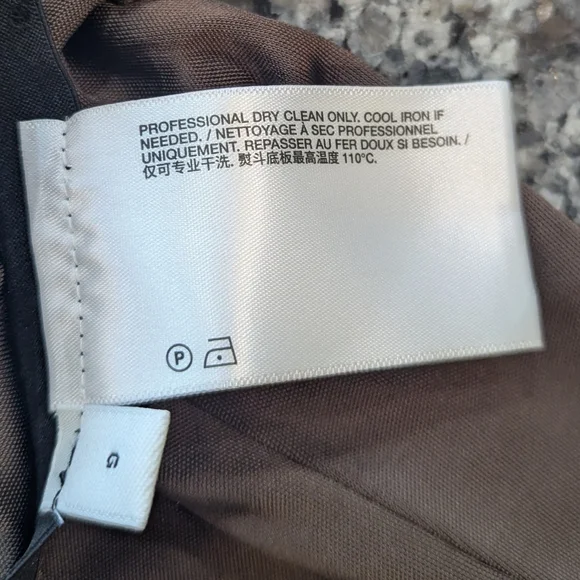 PROFESSIONAL DRY CLEAN ONLY. COOL IRON IF
NEEDED. / NETTOYAGE À SEC PROFESSIONNEL
UNIQUEMENT. REPASSER AU FER DOUX SI BESOIN. /
仅可专业干洗. 熨斗底板最高温度 110°C.
P
G